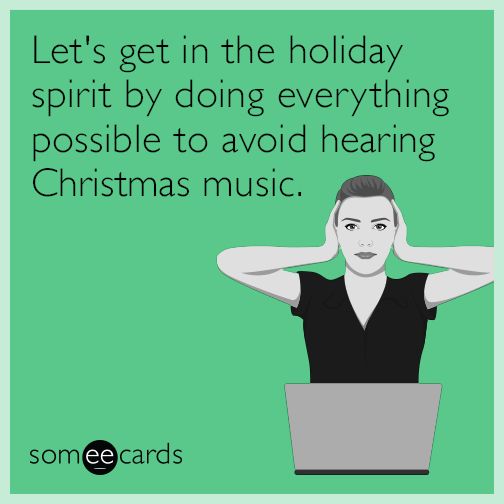 Let's get in the holiday
spirit by doing everything
possible to avoid hearing
Christmas music.
someecards